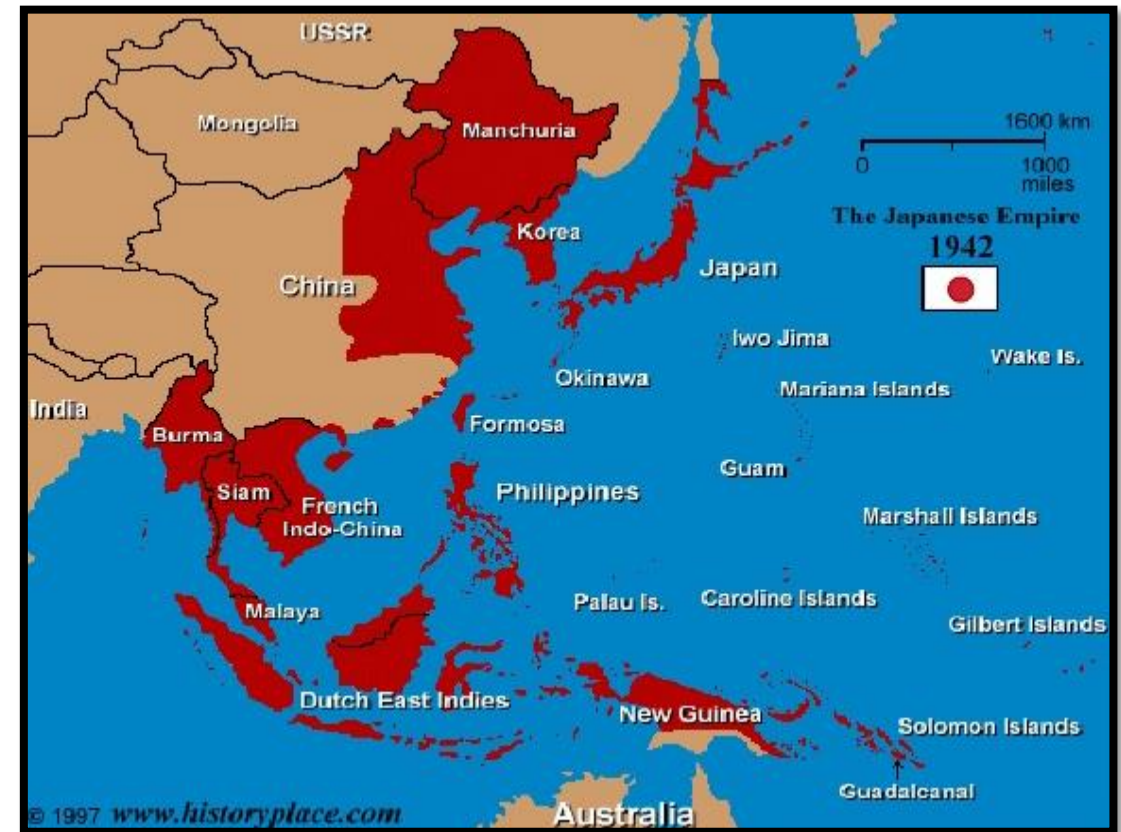 USSR
Mongolia
Manchuria
1600 km
0
1000
miles
The Japanese Empire
1942
Korea
Japan
China
Iwo Jima
Wake Is.
Okinawa
Mariana Islands
India
Burma
Formosa
Guam
Siam
French
Indo-China
Philippines
Marshall Islands
Malaya
Palau Is.
Caroline Islands
Gilbert Islands
Dutch East Indies
New Guinea
Solomon Islands
Guadalcanal
© 1997 www.historyplace.com
Australia